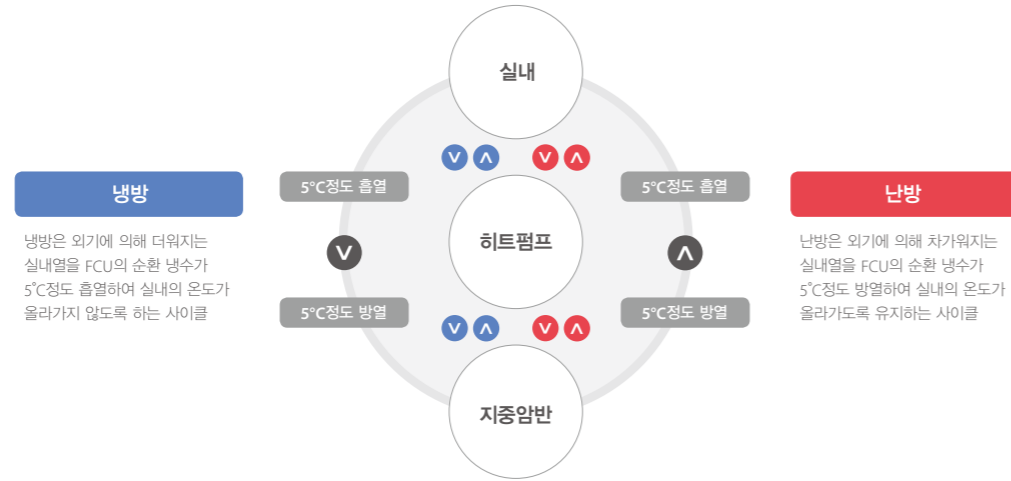 실내
냉방
냉방은 외기에 의해 더워지는
실내열을 FCU의 순환 냉수가
5°C정도 흡열하여 실내의 온도가
올라가지 않도록 하는 사이클
5°C정도 흡열
5°C정도 방열
히트펌프
5°C정도 흡열
5°C정도 방열
난방
난방은 외기에 의해 차가워지는
실내열을 FCU의 순환 냉수가
5°C정도 방열하여 실내의 온도가
올라가도록 유지하는 사이클
지중암반